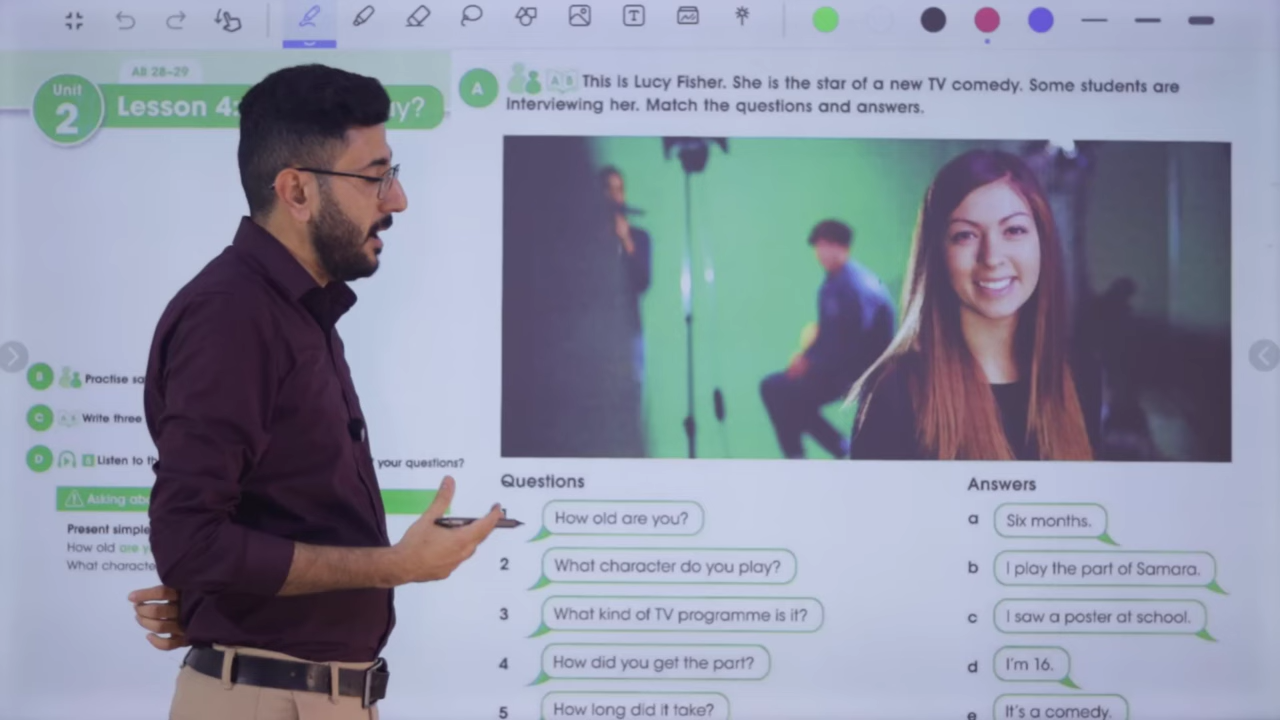 AB 28–29
Unit
2
Lesson 4: y?
A This is Lucy Fisher. She is the star of a new TV comedy. Some students are
interviewing her. Match the questions and answers.
B Practise
C Write three
D Listen to your questions?
Asking
Present simple
How old are
What
Questions
How old are you?
2 What character do you play?
3 What kind of TV programme is it?
4 How did you get the part?
5 How long did it take?
Answers
a Six months.
b I play the part of Samara.
c I saw a poster at school.
d I'm 16.
e It's a comedy.